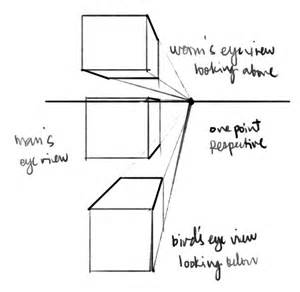 worm's eye view
looking above
man's
eye view
one point
perspective
bird's eye view
looking below